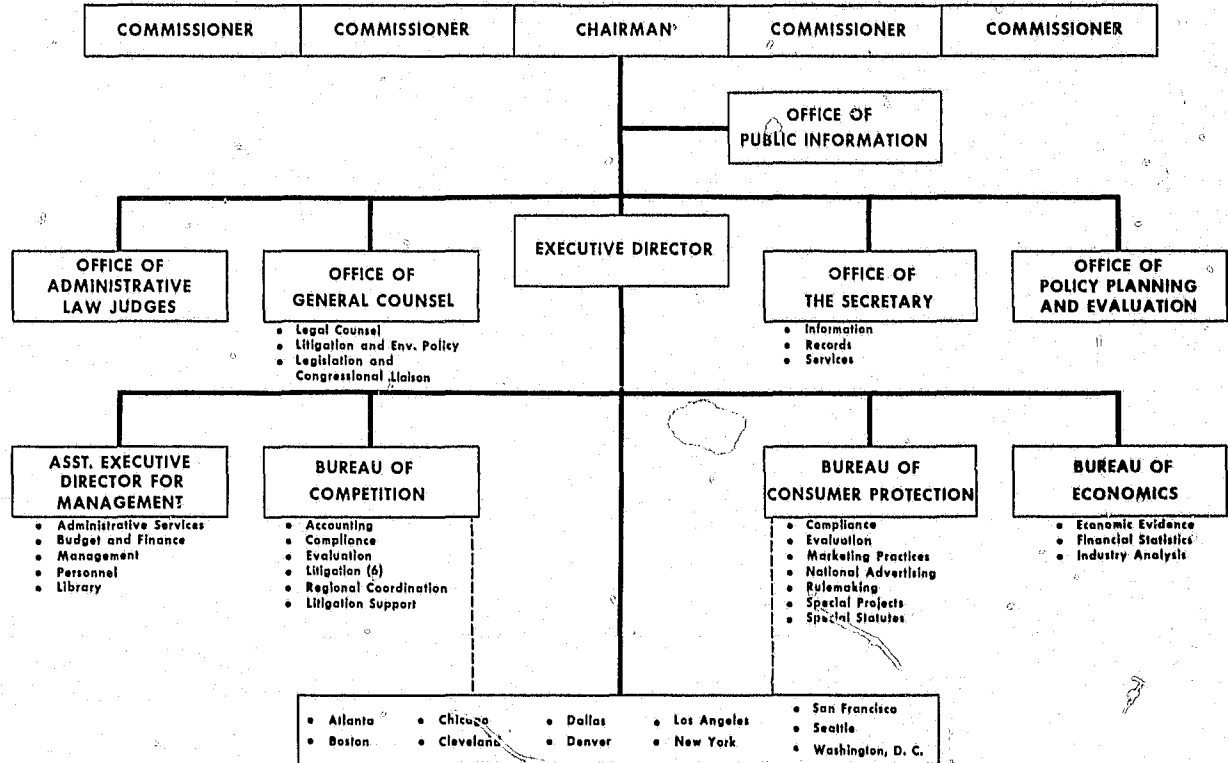 COMMISSIONER
COMMISSIONER
CHAIRMAN
COMMISSIONER
COMMISSIONER
OFFICE OF
PUBLIC INFORMATION
OFFICE OF
ADMINISTRATIVE
LAW JUDGES
OFFICE OF
GENERAL COUNSEL
• Legal Counsel
• Litigation and Env. Policy
• Legislation and
Congressional Liaison
EXECUTIVE DIRECTOR
OFFICE OF
THE SECRETARY
• Information
• Records
• Services
OFFICE OF
POLICY PLANNING
AND EVALUATION
ASST. EXECUTIVE
DIRECTOR FOR
MANAGEMENT
• Administrative Services
• Budget and Finance
• Management
• Personnel
• Library
BUREAU OF
COMPETITION
• Accounting
• Compliance
• Evaluation
• Litigation (6)
• Regional Coordination
• Litigation Support
BUREAU OF
CONSUMER PROTECTION
• Compliance
• Evaluation
• Marketing Practices
• National Advertising
• Rulemaking
• Special Projects
• Special Statutes
BUREAU OF
ECONOMICS
• Economic Evidence
• Financial Statistics
• Industry Analysis
• Atlanta
• Boston
• Chicago
• Cleveland
• Dallas
• Denver
• Los Angeles
• New York
• San Francisco
• Seattle
• Washington, D. C.